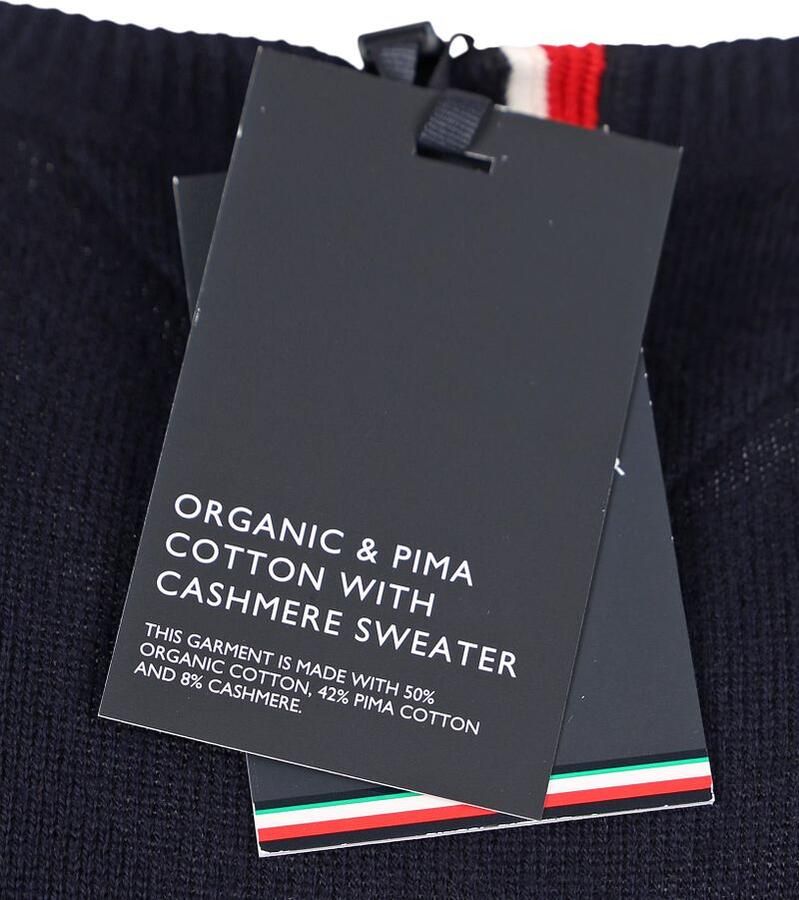 ORGANIC & PIMA
COTTON WITH
CASHMERE SWEATER
THIS GARMENT IS MADE WITH 50%
ORGANIC COTTON, 42% PIMA COTTON
AND 8% CASHMERE.